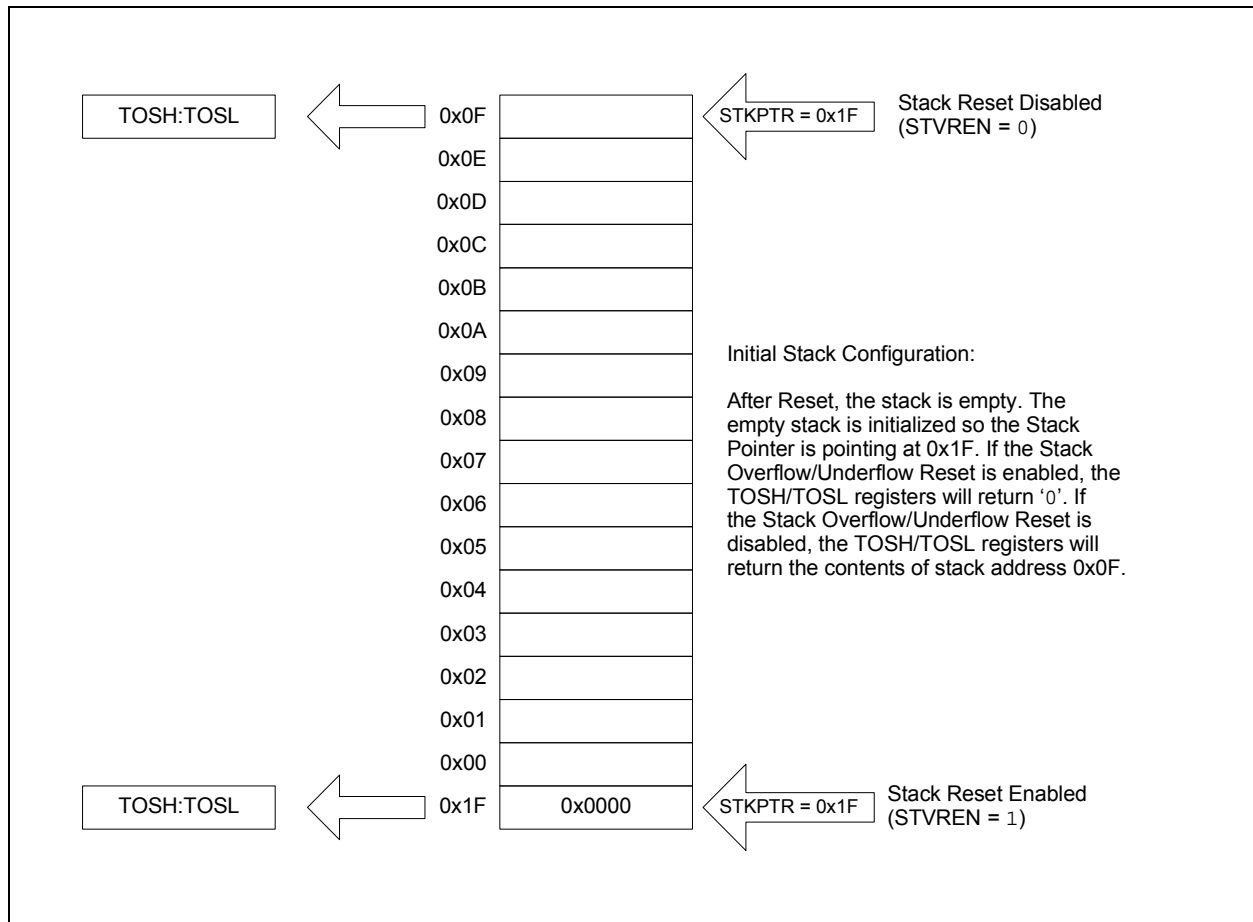 TOSH:TOSL
0x0F
STKPTR = 0x1F
Stack Reset Disabled
(STVREN = 0)
0x0E
0x0D
0x0C
0x0B
0x0A
0x09
0x08
0x07
0x06
0x05
0x04
0x03
0x02
0x01
0x00
Initial Stack Configuration:
After Reset, the stack is empty. The
empty stack is initialized so the Stack
Pointer is pointing at 0x1F. If the Stack
Overflow/Underflow Reset is enabled, the
TOSH/TOSL registers will return ‘0’. If
the Stack Overflow/Underflow Reset is
disabled, the TOSH/TOSL registers will
return the contents of stack address 0x0F.
TOSH:TOSL
0x1F
0x0000
STKPTR = 0x1F
Stack Reset Enabled
(STVREN = 1)